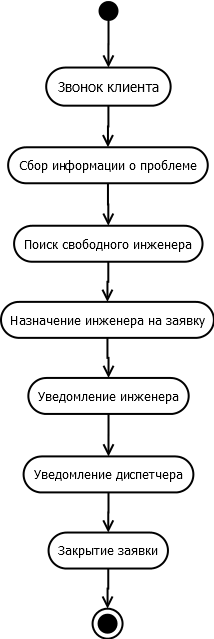 Звонок клиента
Сбор информации о проблеме
Поиск свободного инженера
Назначение инженера на заявку
Уведомление инженера
Уведомление диспетчера
Закрытие заявки